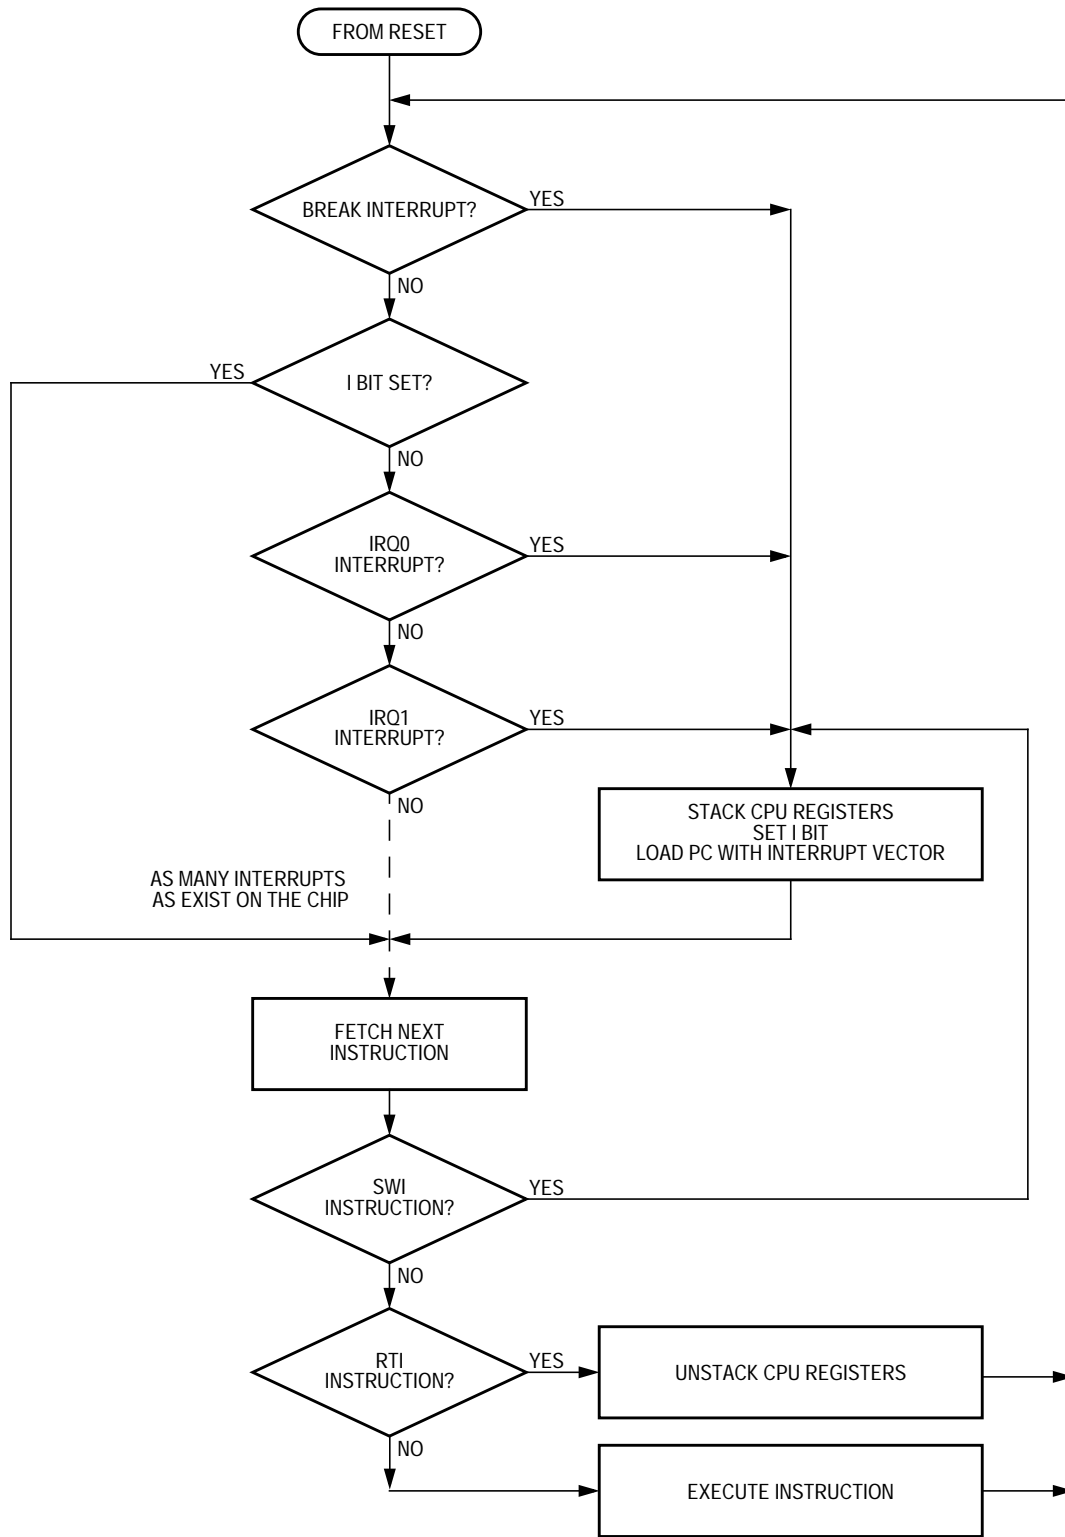 FROM RESET
BREAK INTERRUPT?
YES
NO
YES
I BIT SET?
NO
IRQ0
INTERRUPT?
YES
NO
IRQ1
INTERRUPT?
YES
NO
STACK CPU REGISTERS
SET I BIT
LOAD PC WITH INTERRUPT VECTOR
AS MANY INTERRUPTS
AS EXIST ON THE CHIP
FETCH NEXT
INSTRUCTION
SWI
INSTRUCTION?
YES
NO
RTI
INSTRUCTION?
YES
UNSTACK CPU REGISTERS
NO
EXECUTE INSTRUCTION